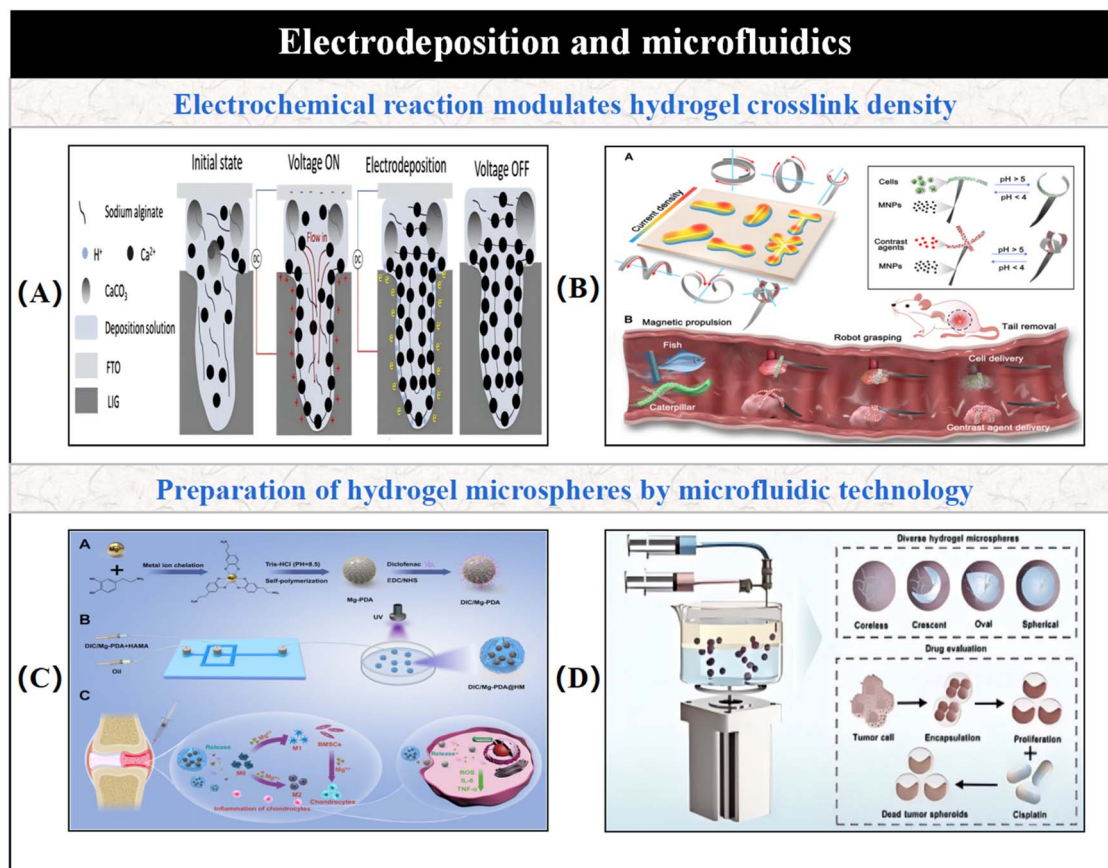 Electrodeposition and microfluidics
Electrochemical reaction modulates hydrogel crosslink density
(A)
Initial state
Voltage ON
Electrodeposition
Voltage OFF
Sodium alginate
H⁺
Ca²⁺
CaCO₃
Deposition solution
FTO
LIG
Flow in
DC
DC
(B)
A
Current density
Cells
MNPs
pH > 5
pH < 4
Contrast agents
MNPs
pH > 5
pH < 4
B
Magnetic propulsion
Robot grasping
Tail removal
Fish
Cell delivery
Caterpillar
Contrast agent delivery
Preparation of hydrogel microspheres by microfluidic technology
(C)
A
Metal ion chelation
Tris-HCl (PH=8.5)
Self-polymerization
Mg-PDA
Diclofenac
EDC/NHS
DIC/Mg-PDA
B
UV
DIC/Mg-PDA+HAMA
Oil
DIC/Mg-PDA@HM
C
Release
M0
Mg²⁺
M1
BMSCs
Mg²⁺
Mg²⁺
M2
Chondrocytes
Inflammation of chondrocytes
Release
ROS
IL-6
TNF-α
(D)
Diverse hydrogel microspheres
Coreless
Crescent
Oval
Spherical
Drug evaluation
Tumor cell
Encapsulation
Proliferation
+
Dead tumor spheroids
Cisplatin